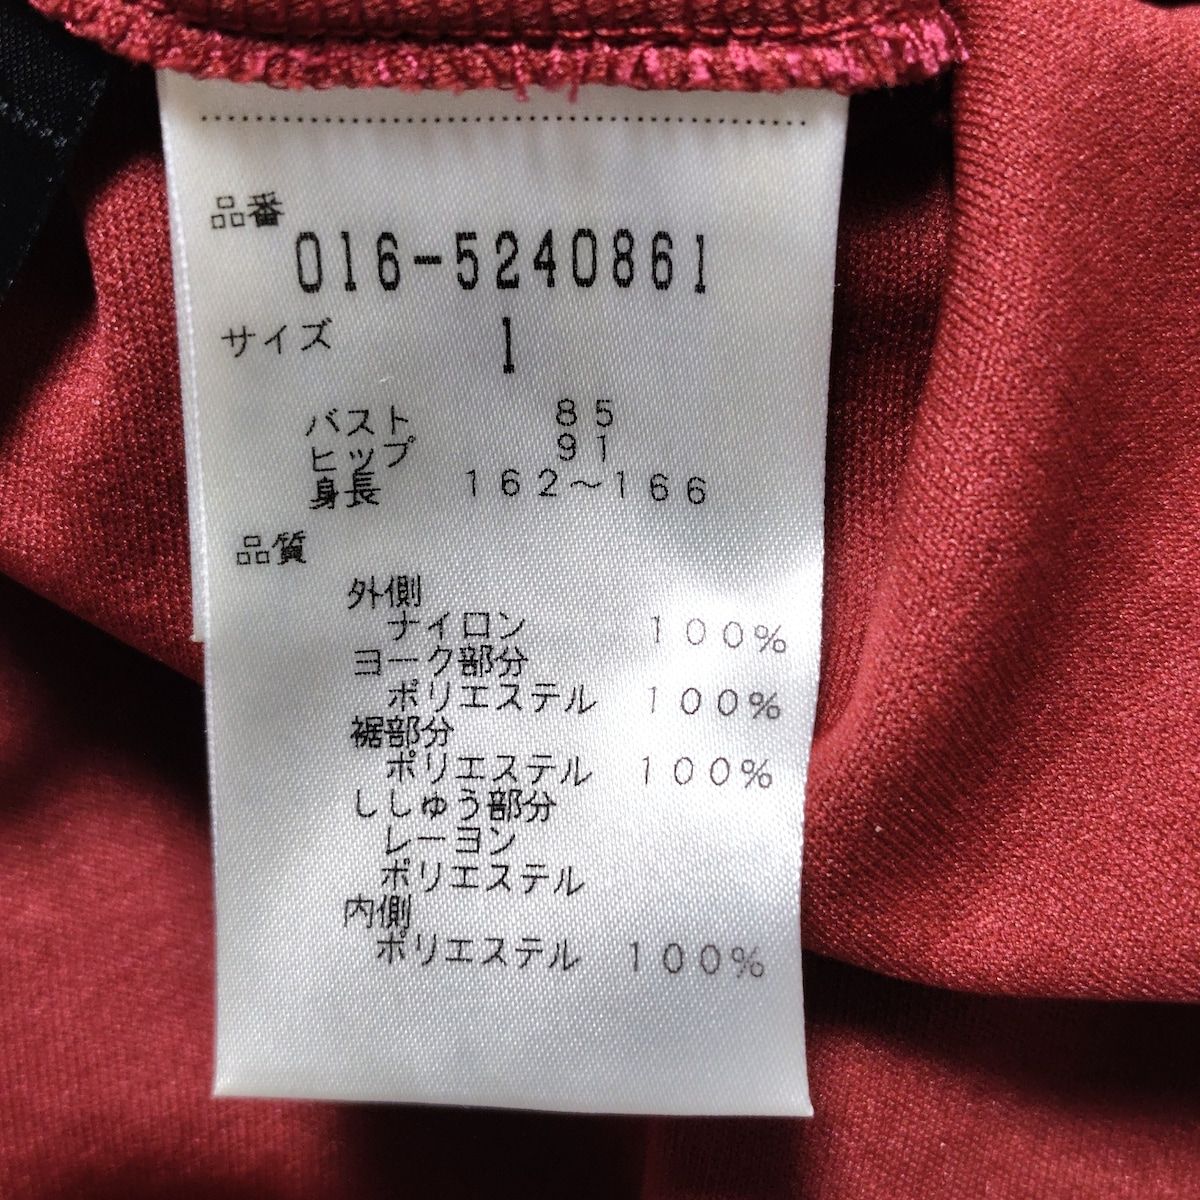 品番
016-5240861
サイズ 1
バスト 85
ヒップ 91
身長 162〜166
品質
外側
ナイロン 100%
ヨーク部分
ポリエステル 100%
裾部分
ポリエステル 100%
ししゅう部分
レーヨン
ポリエステル
内側
ポリエステル 100%